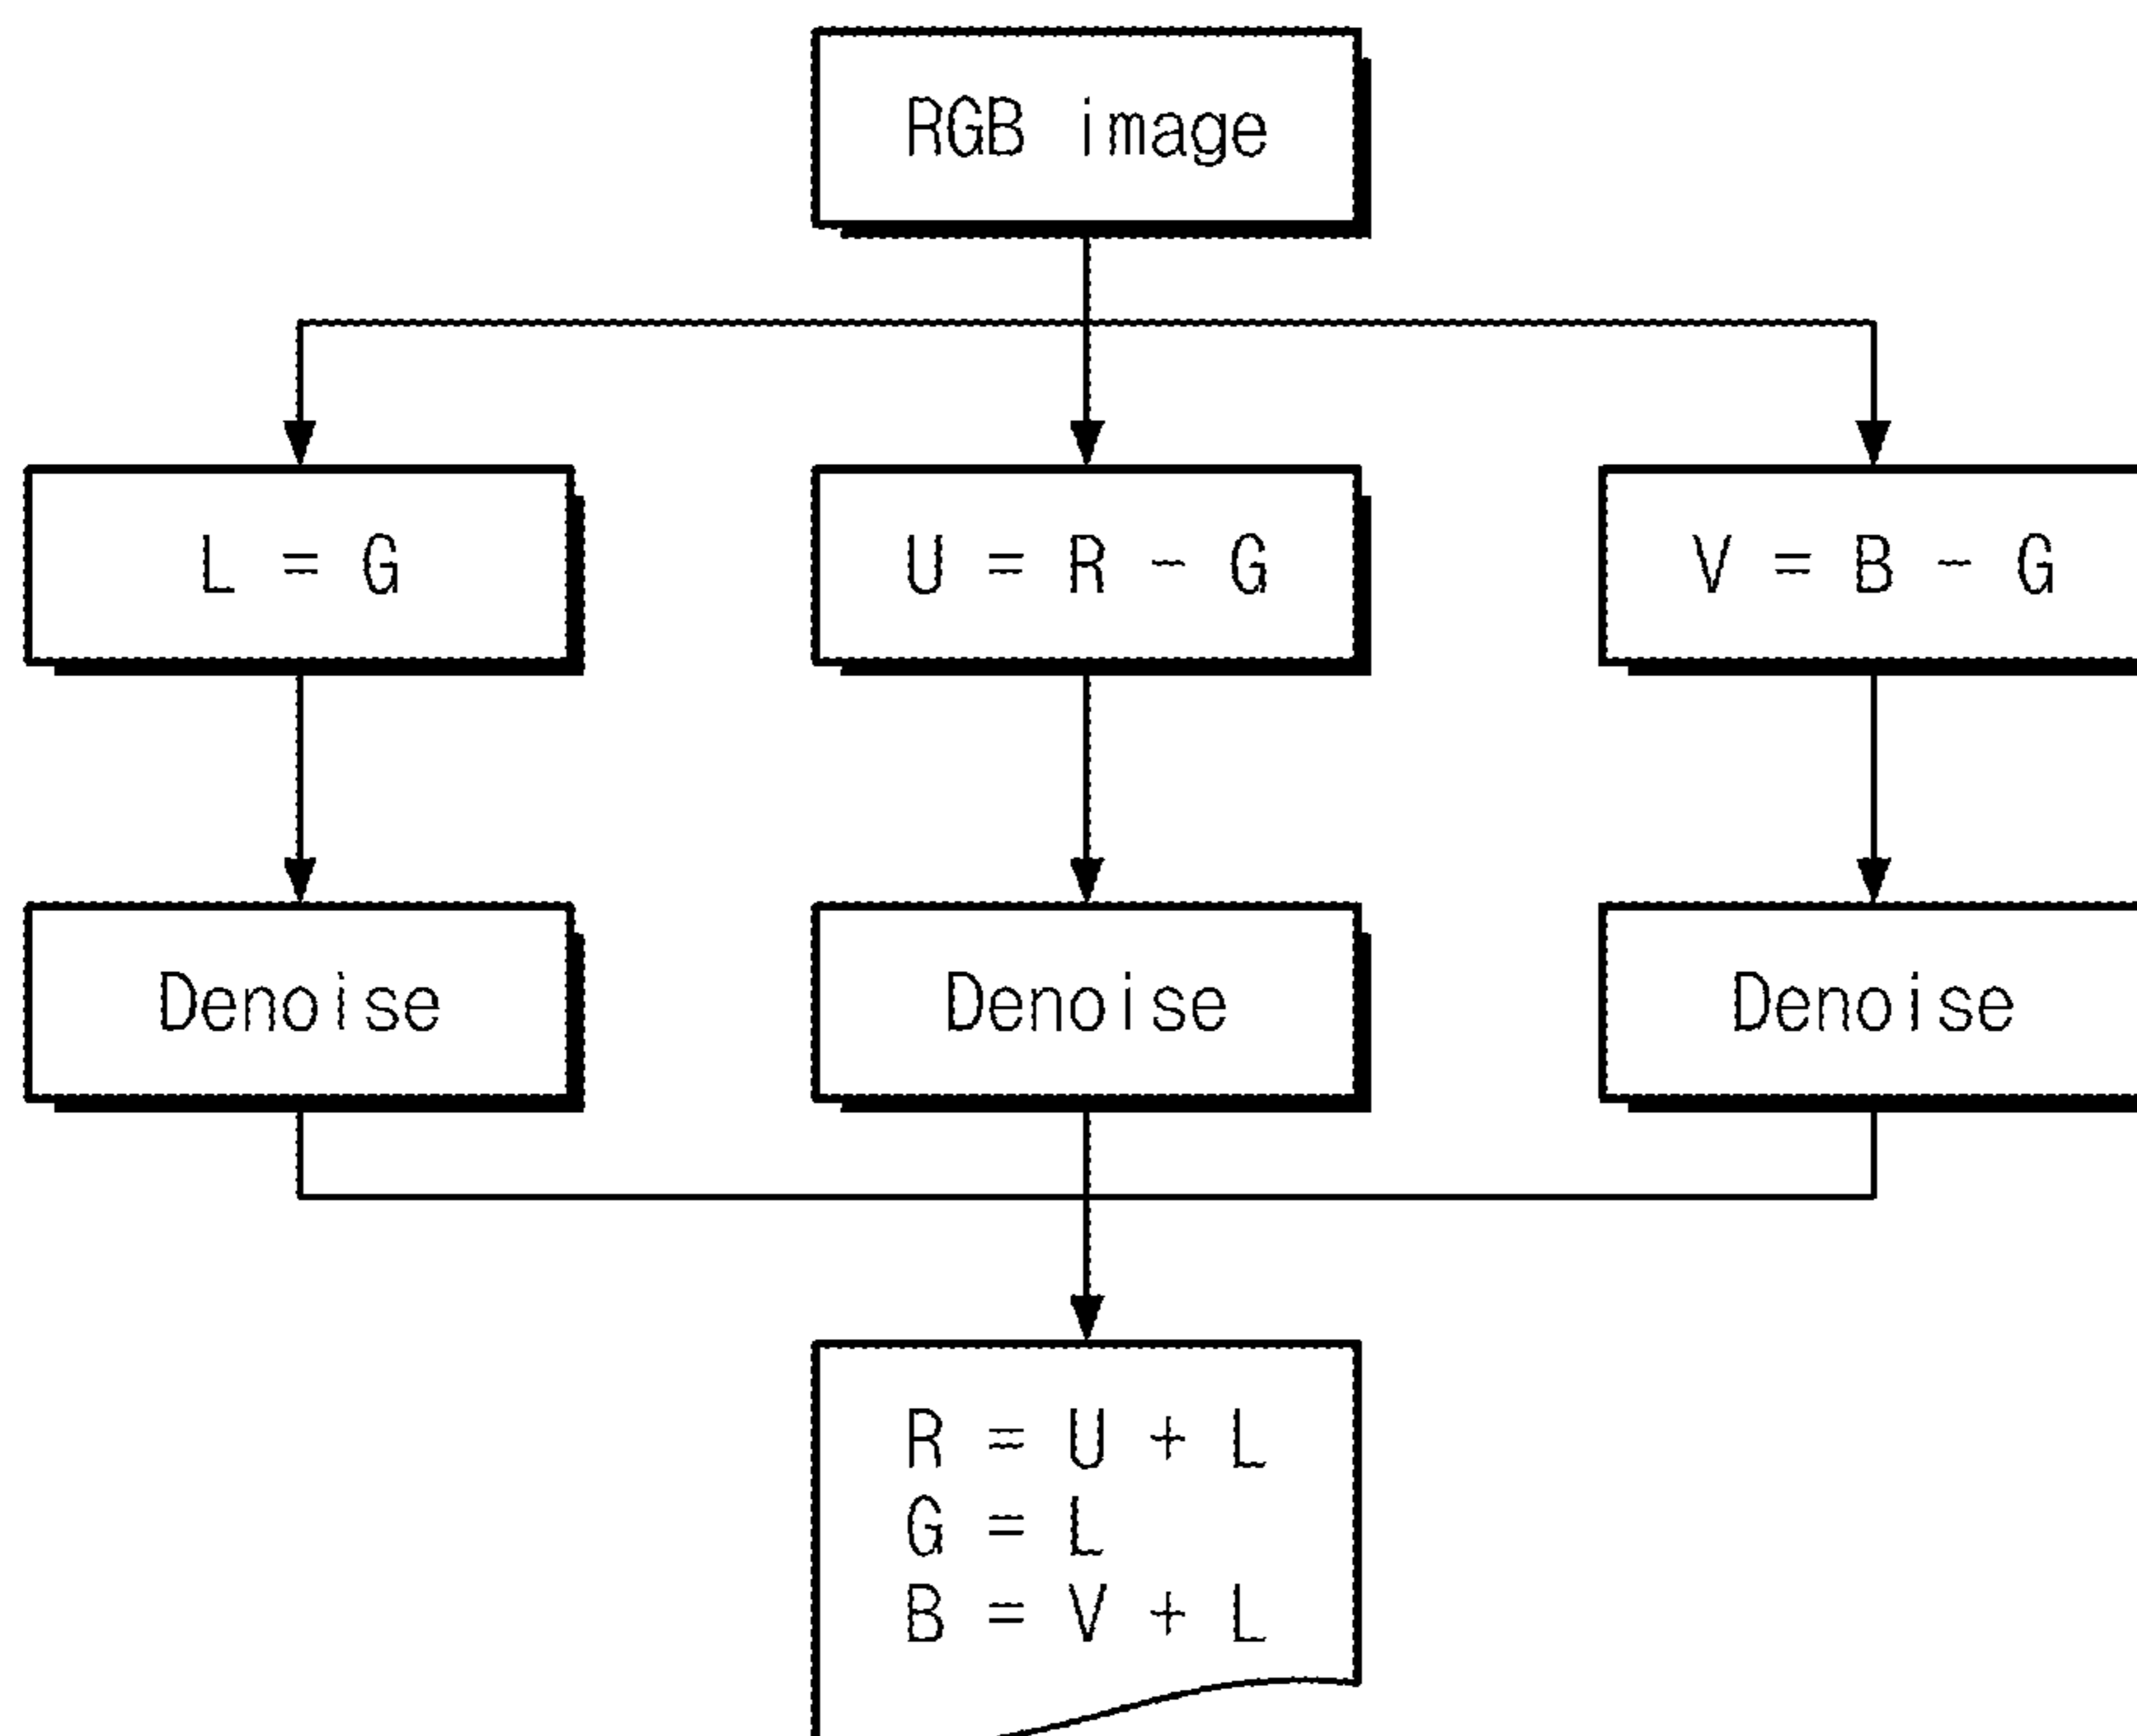 RGB image
L = G
U = R - G
V = B - G
Denoise
Denoise
Denoise
R = U + L
G = L
B = V + L